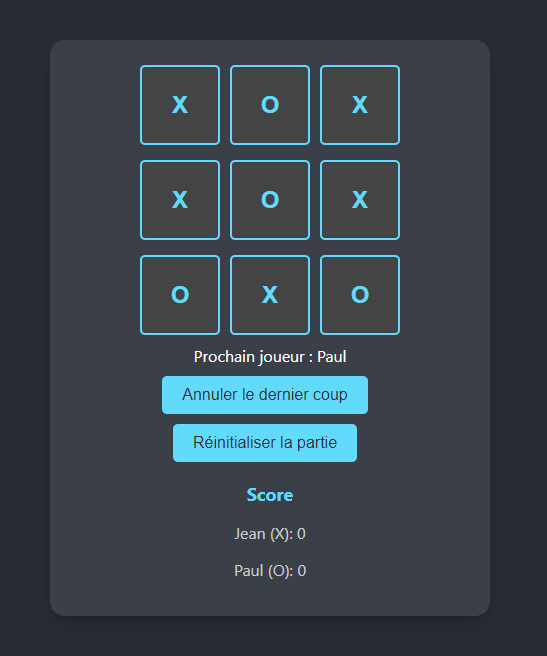 X O X
X O X
O X O
Prochain joueur : Paul
Annuler le dernier coup
Réinitialiser la partie
Score
Jean (X): 0
Paul (O): 0